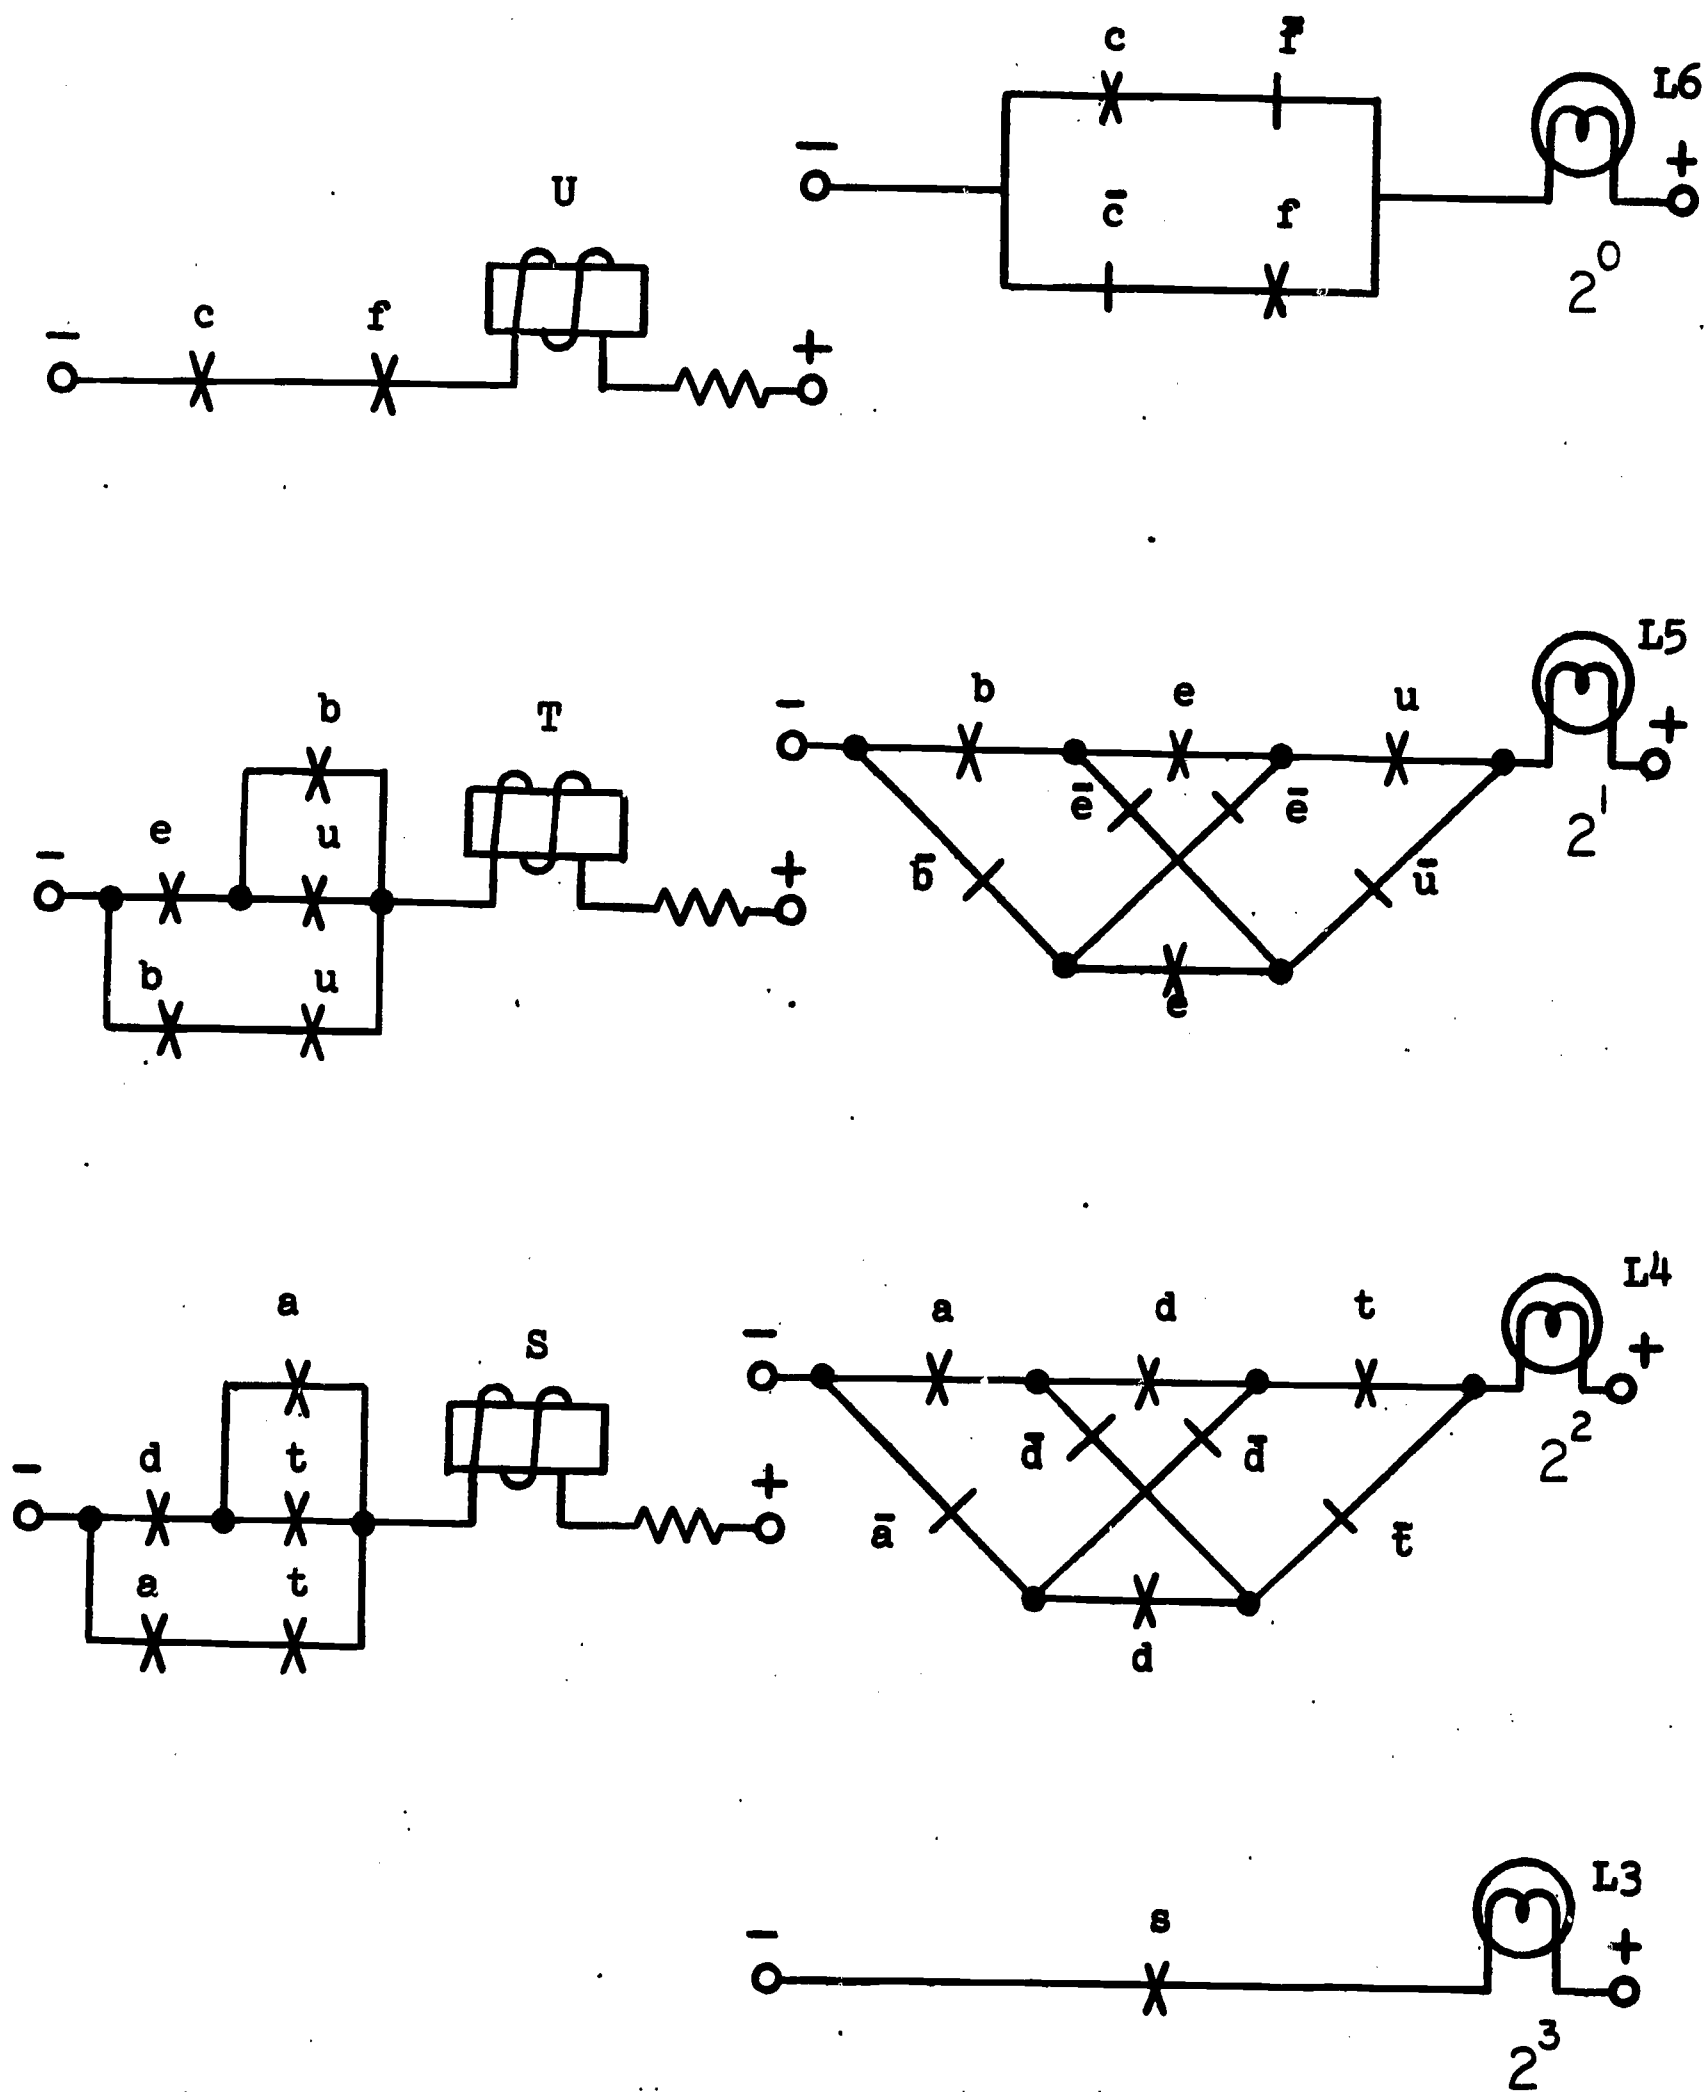 c f̄ L6
− +
U c̄ f
2⁰
c f
− +
L5
b e u
− +
b T ē ē
2¹
e u
− + b̄ ū
b u
e
L4
a d t
− +
a S d̄ d̄
2²
d t
− + ā t̄
a t
d
L3
s
− +
2³